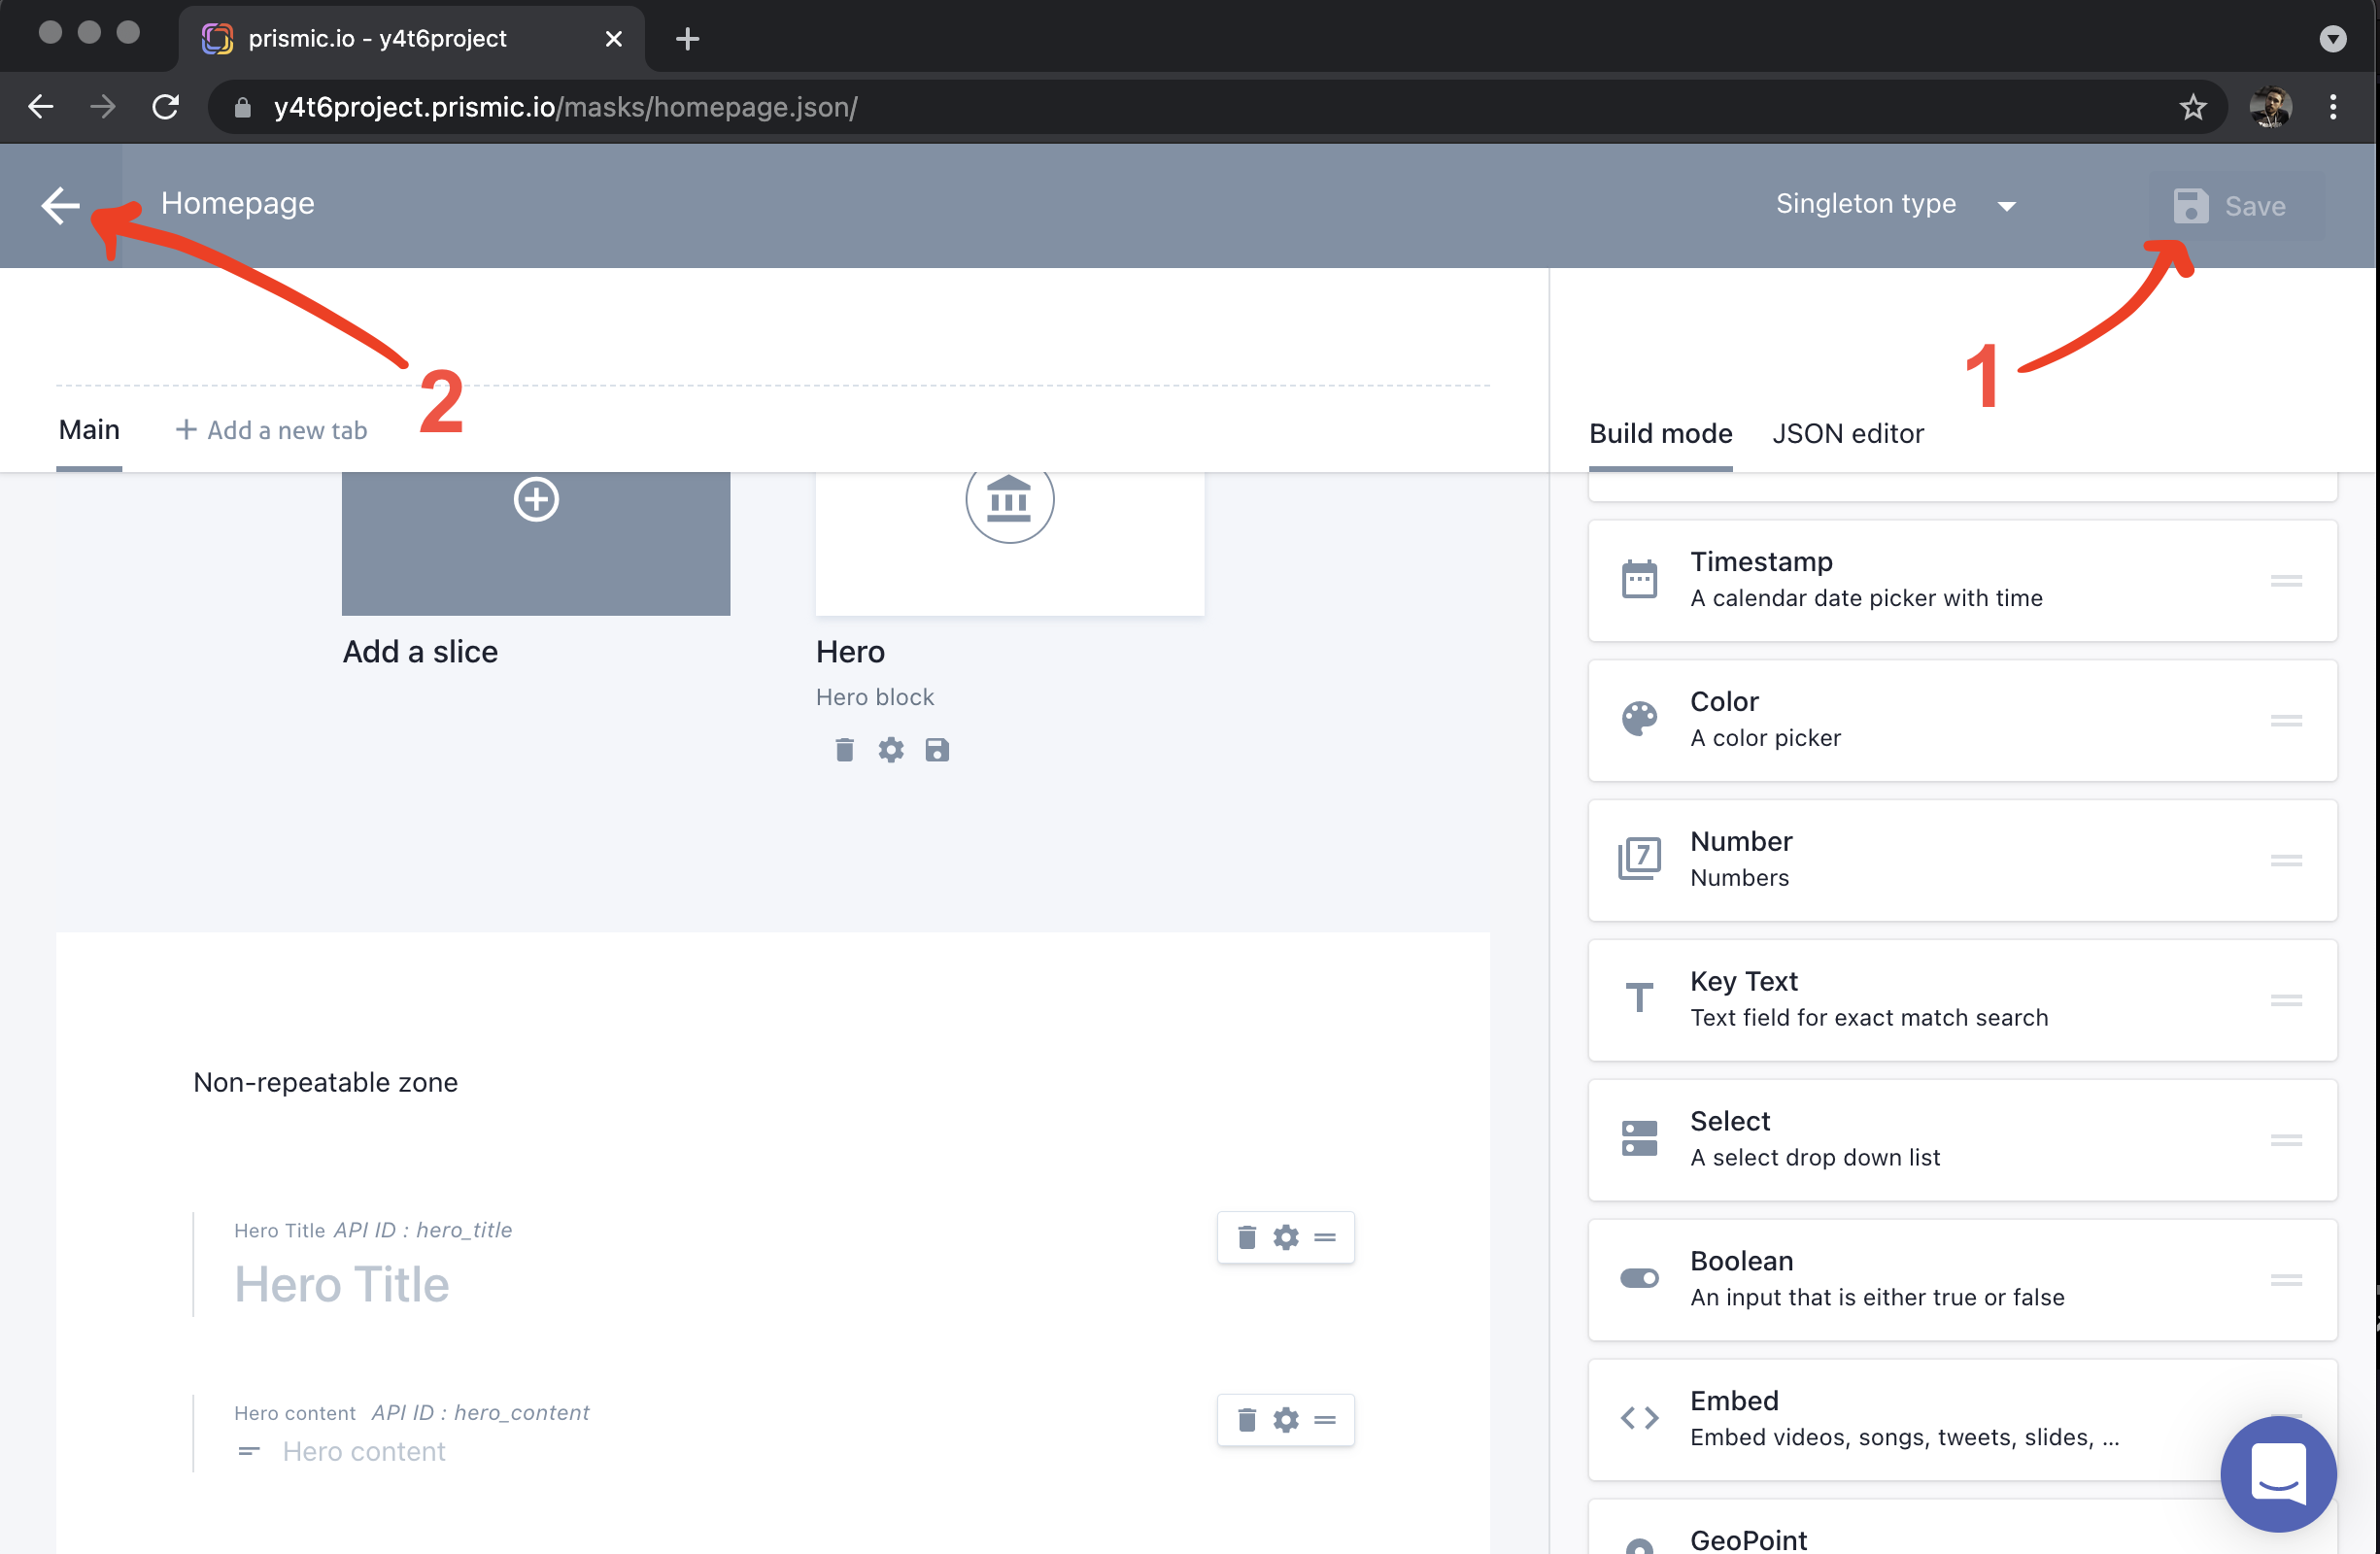 prismic.io - y4t6project
y4t6project.prismic.io/masks/homepage.json/
Homepage
Singleton type
Save
1
2
Main
Add a new tab
Build mode
JSON editor
Add a slice
Hero
Hero block
Non-repeatable zone
Hero Title API ID : hero_title
Hero Title
Hero content API ID : hero_content
Hero content
Timestamp
A calendar date picker with time
Color
A color picker
7
Number
Numbers
Key Text
Text field for exact match search
Select
A select drop down list
Boolean
An input that is either true or false
Embed
Embed videos, songs, tweets, slides, ...
GeoPoint